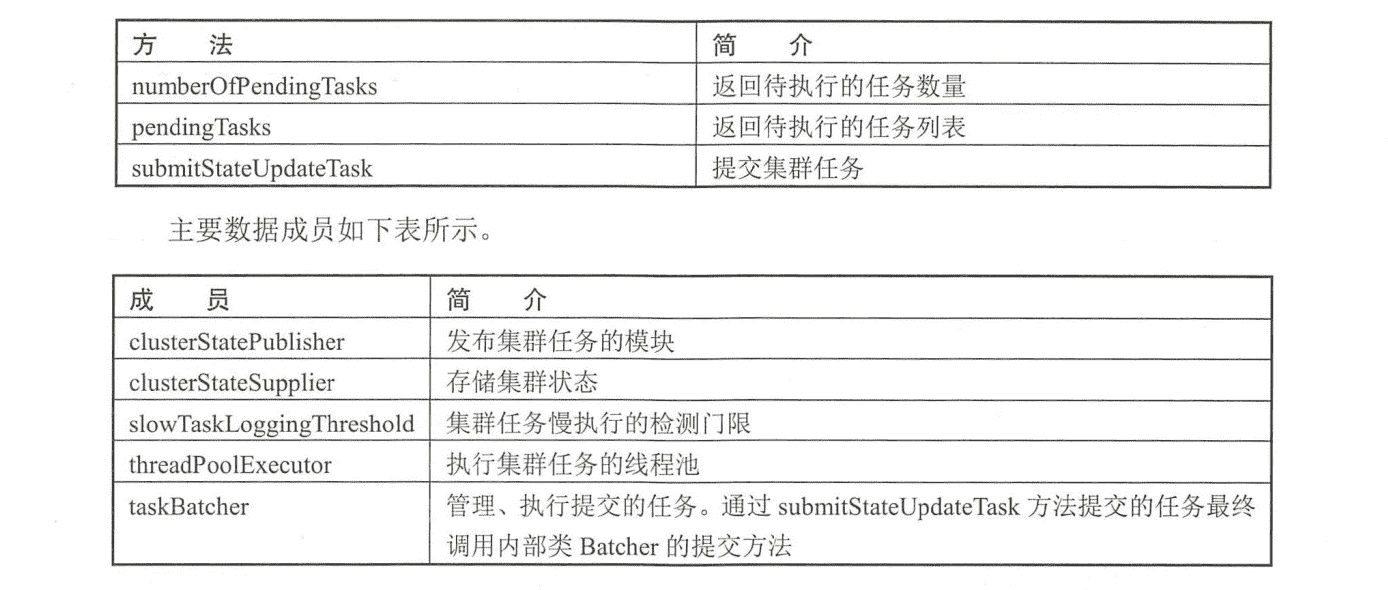 方 法 简 介
numberOfPendingTasks 返回待执行的任务数量
pendingTasks 返回待执行的任务列表
submitStateUpdateTask 提交集群任务
主要数据成员如下表所示。
成 员 简 介
clusterStatePublisher 发布集群任务的模块
clusterStateSupplier 存储集群状态
slowTaskLoggingThreshold 集群任务慢执行的检测门限
threadPoolExecutor 执行集群任务的线程池
taskBatcher 管理、执行提交的任务。通过 submitStateUpdateTask 方法提交的任务最终
调用内部类 Batcher 的提交方法